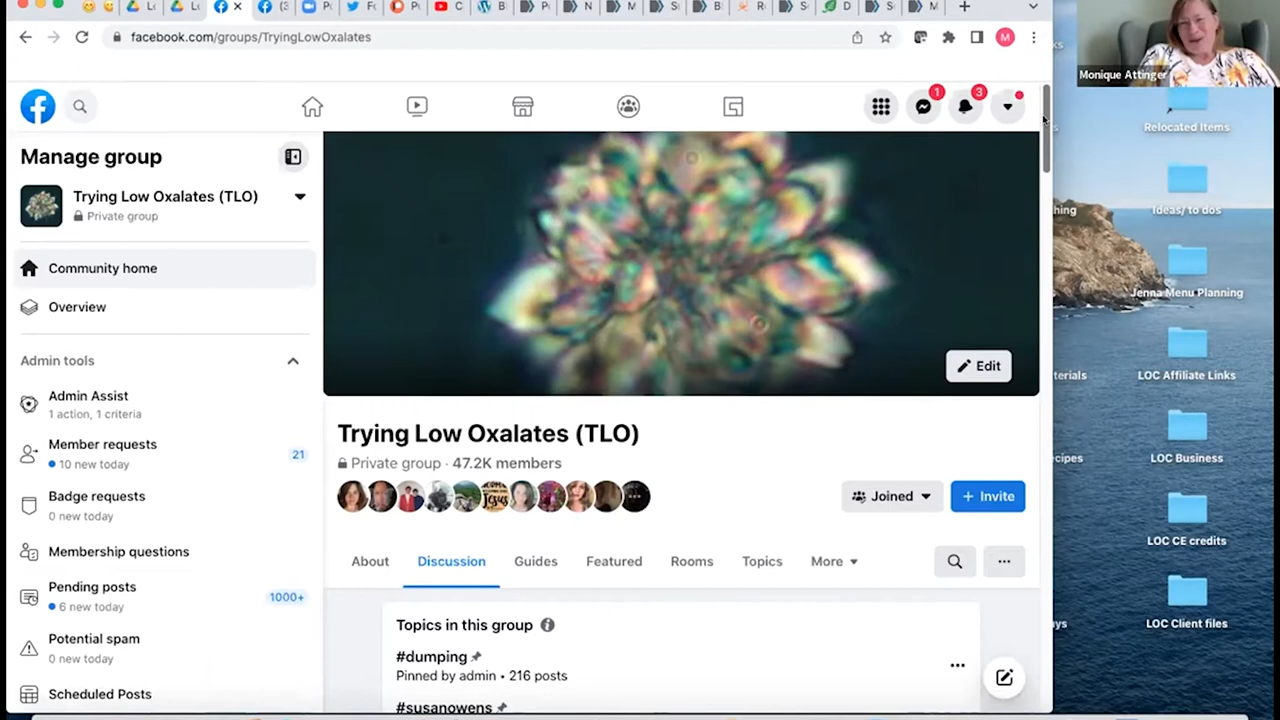 facebook.com/groups/TryingLowOxalates
M
Monique Attinger
1
3
Manage group
Trying Low Oxalates (TLO)
Private group
Community home
Overview
Admin tools
Admin Assist
1 action, 1 criteria
Member requests
10 new today
21
Badge requests
0 new today
Membership questions
Pending posts
6 new today
1000+
Potential spam
0 new today
Scheduled Posts
Edit
Trying Low Oxalates (TLO)
Private group · 47.2K members
Joined
+ Invite
About
Discussion
Guides
Featured
Rooms
Topics
More
Topics in this group
#dumping
Pinned by admin • 216 posts
#susanowens
Relocated Items
Ideas/ to dos
Jenna Menu Planning
LOC Affiliate Links
LOC Business
LOC CE credits
LOC Client files